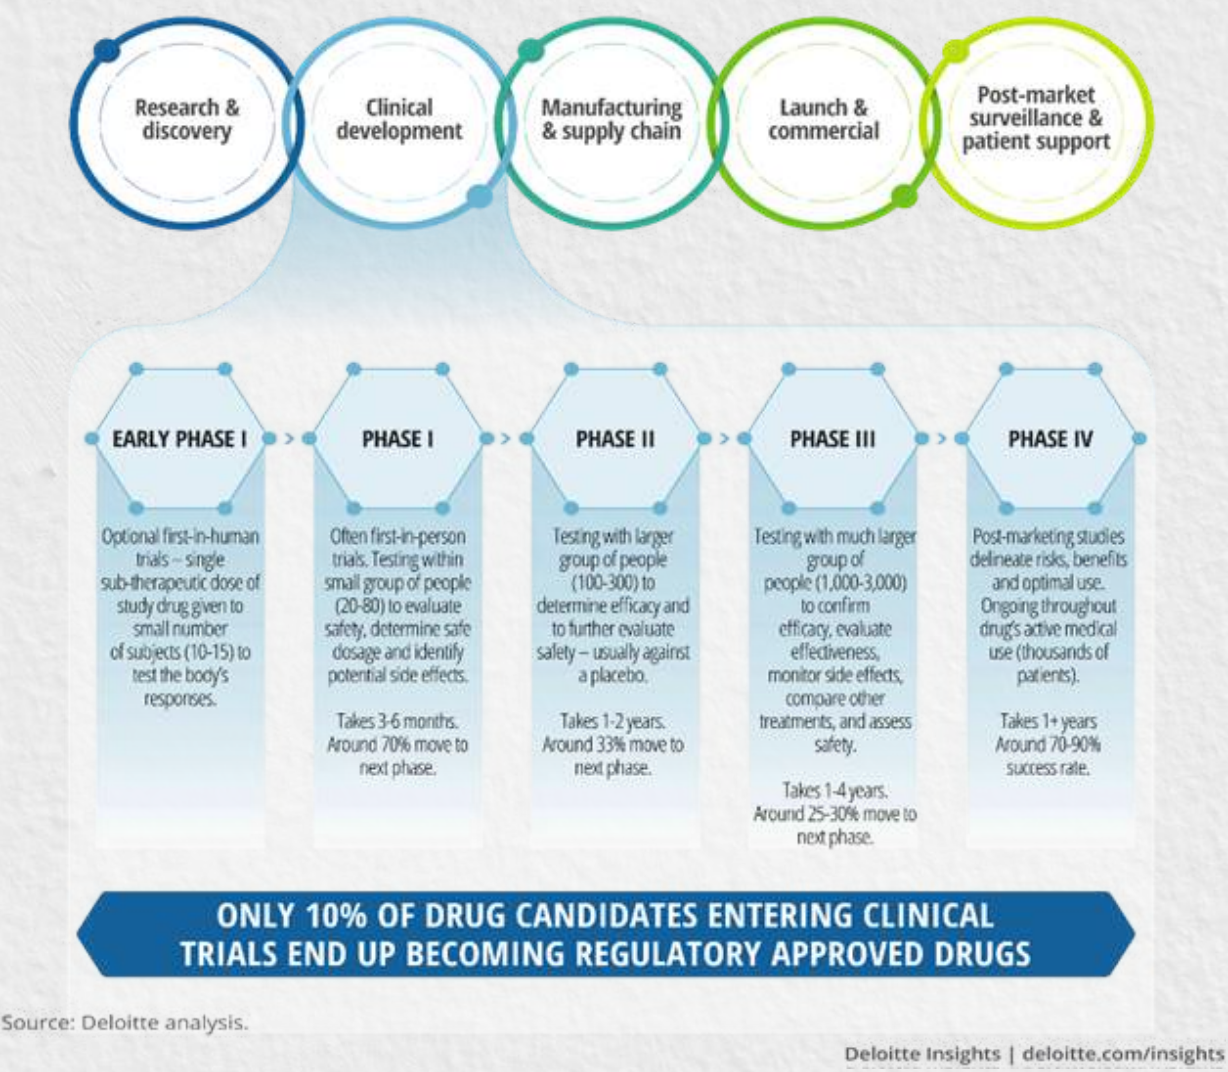 Research &
discovery
Clinical
development
Manufacturing
& supply chain
Launch &
commercial
Post-market
surveillance &
patient support
EARLY PHASE I
Optional first-in-human
trials – single
sub-therapeutic dose of
study drug given to
small number
of subjects (10-15) to
test the body's
responses.
PHASE I
Often first-in-person
trials. Testing within
small group of people
(20-80) to evaluate
safety, determine safe
dosage and identify
potential side effects.
Takes 3-6 months.
Around 70% move to
next phase.
PHASE II
Testing with larger
group of people
(100-300) to
determine efficacy and
to further evaluate
safety – usually against
a placebo.
Takes 1-2 years.
Around 33% move to
next phase.
PHASE III
Testing with much larger
group of
people (1,000-3,000)
to confirm
efficacy, evaluate
effectiveness,
monitor side effects,
compare other
treatments, and assess
safety.
Takes 1-4 years.
Around 25-30% move to
next phase.
PHASE IV
Post-marketing studies
delineate risks, benefits
and optimal use.
Ongoing throughout
drug's active medical
use (thousands of
patients).
Takes 1+ years
Around 70-90%
success rate.
ONLY 10% OF DRUG CANDIDATES ENTERING CLINICAL
TRIALS END UP BECOMING REGULATORY APPROVED DRUGS
Source: Deloitte analysis.
Deloitte Insights | deloitte.com/insights